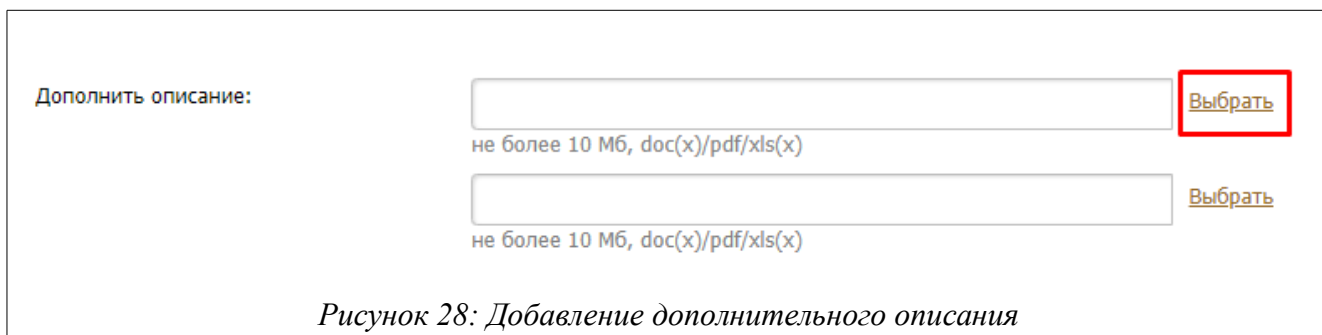 Дополнить описание: Выбрать
не более 10 Мб, doc(x)/pdf/xls(x)
Выбрать
не более 10 Мб, doc(x)/pdf/xls(x)
Рисунок 28: Добавление дополнительного описания